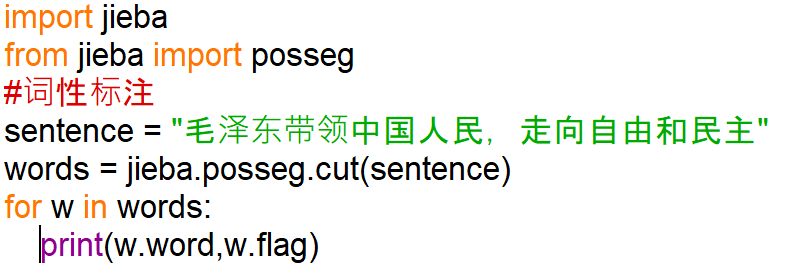 import jieba
from jieba import posseg
#词性标注
sentence = "毛泽东带领中国人民，走向自由和民主"
words = jieba.posseg.cut(sentence)
for w in words:
    print(w.word,w.flag)